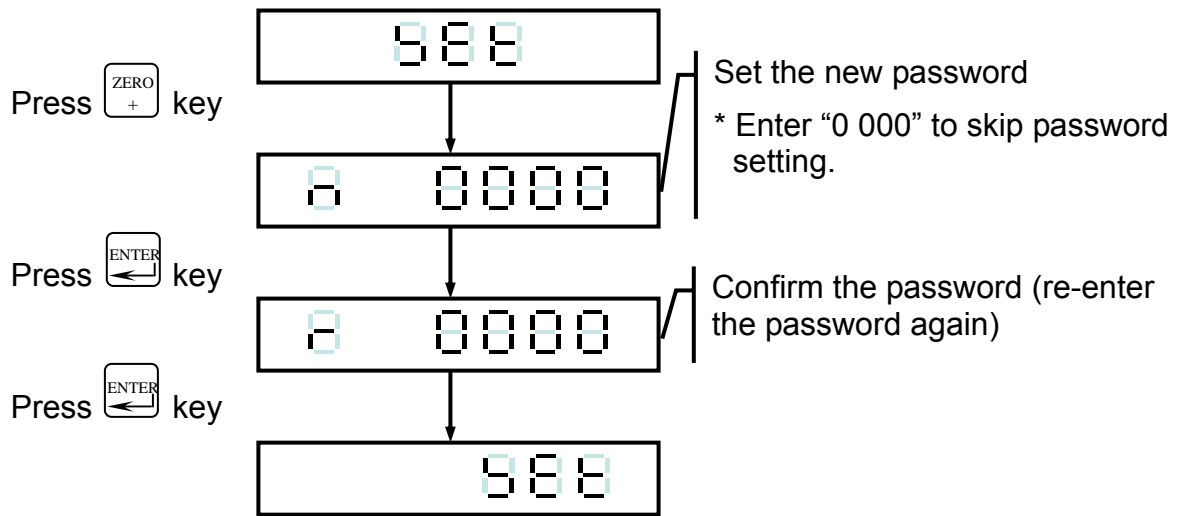 SEt
Press ZERO + key
Set the new password
* Enter “0 000” to skip password
setting.
n 0000
Press ENTER key
Confirm the password (re-enter
the password again)
r 0000
Press ENTER key
SEt